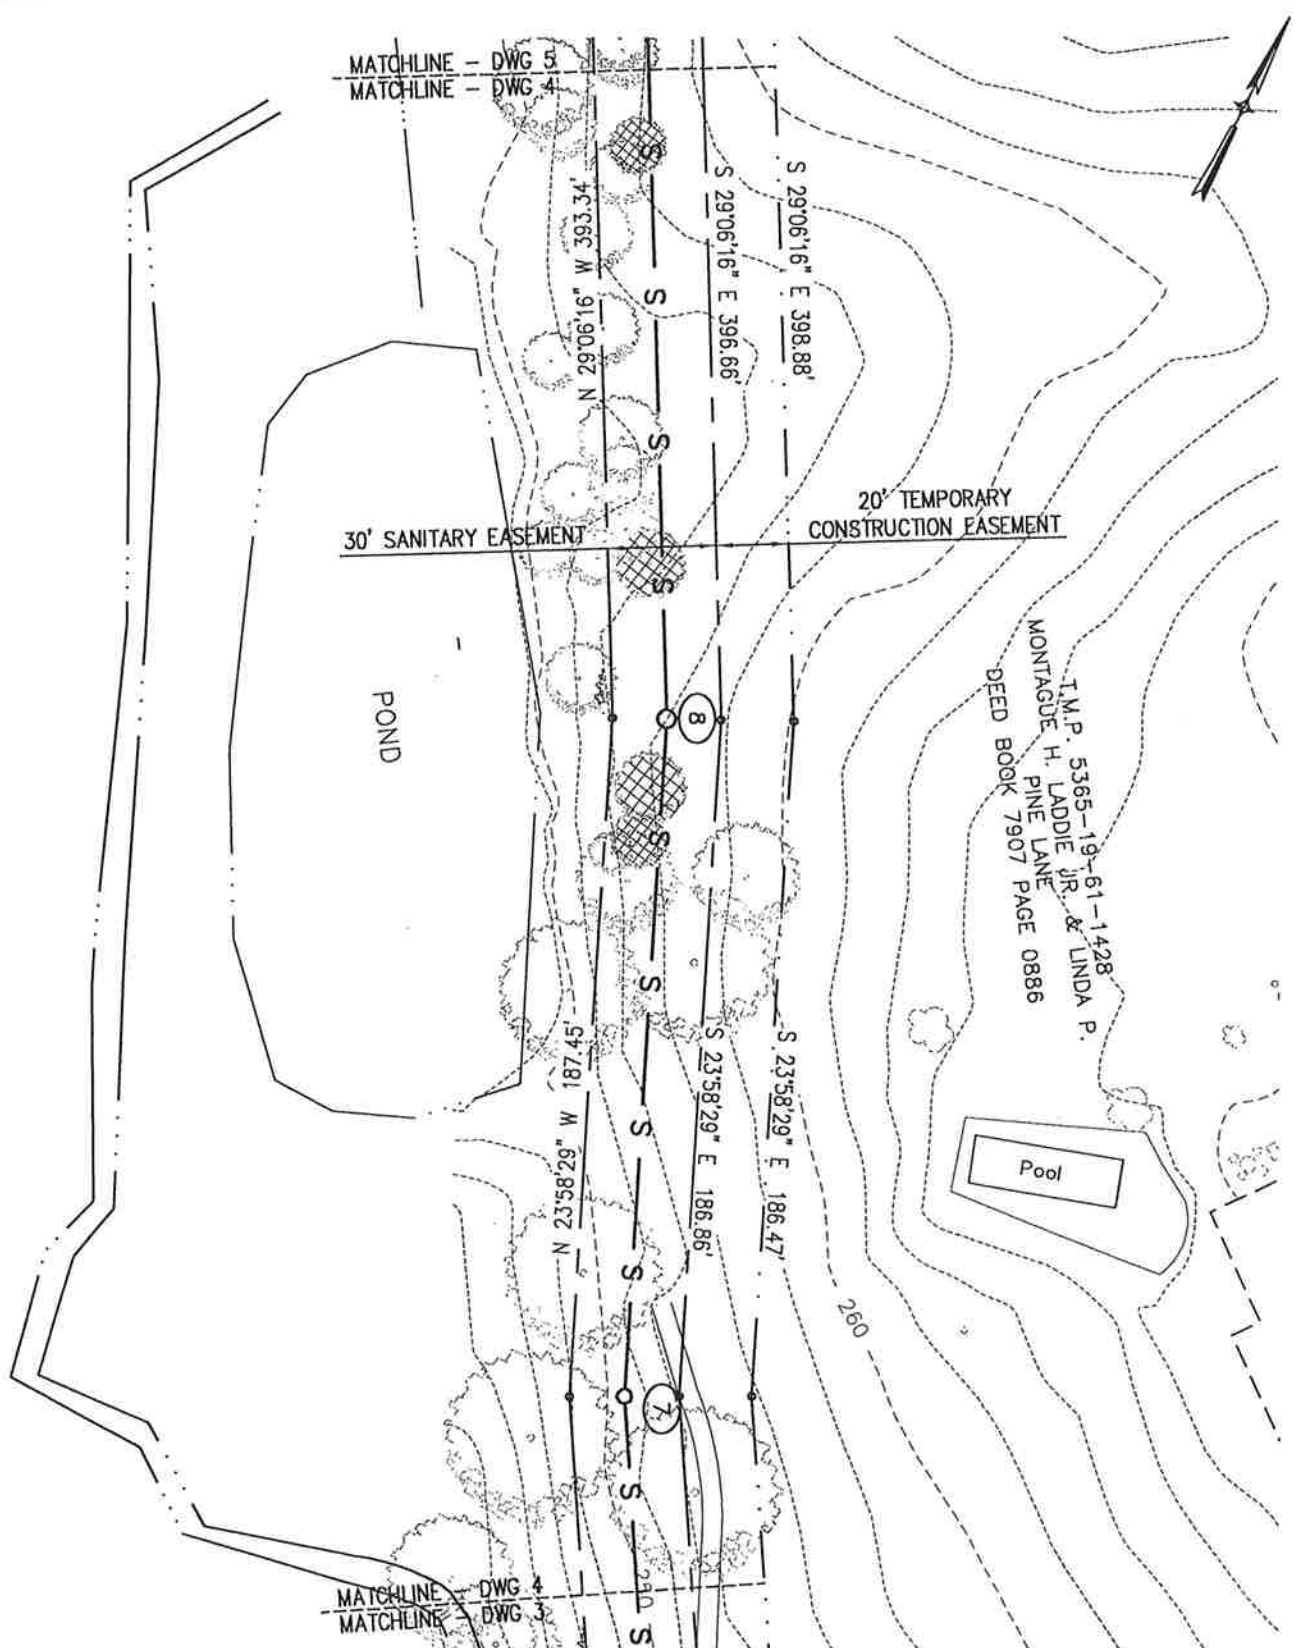 MATCHLINE - DWG 5
MATCHLINE - DWG 4
S
N 29°06'16" W 393.34'
S 29°06'16" E 396.66'
S 29°06'16" E 398.88'
S
S
30' SANITARY EASEMENT
20' TEMPORARY
CONSTRUCTION EASEMENT
S
T.M.P. 5365-19-61-1428
MONTAGUE H. LADDIE JR. & LINDA P.
PINE LANE
DEED BOOK 7907 PAGE 0886
POND
8
S
S
N 23°58'29" W 187.45'
S 23°58'29" E 186.86'
S 23°58'29" E 186.47'
S
Pool
S
260
7
S
MATCHLINE - DWG 4
MATCHLINE - DWG 3
250
S